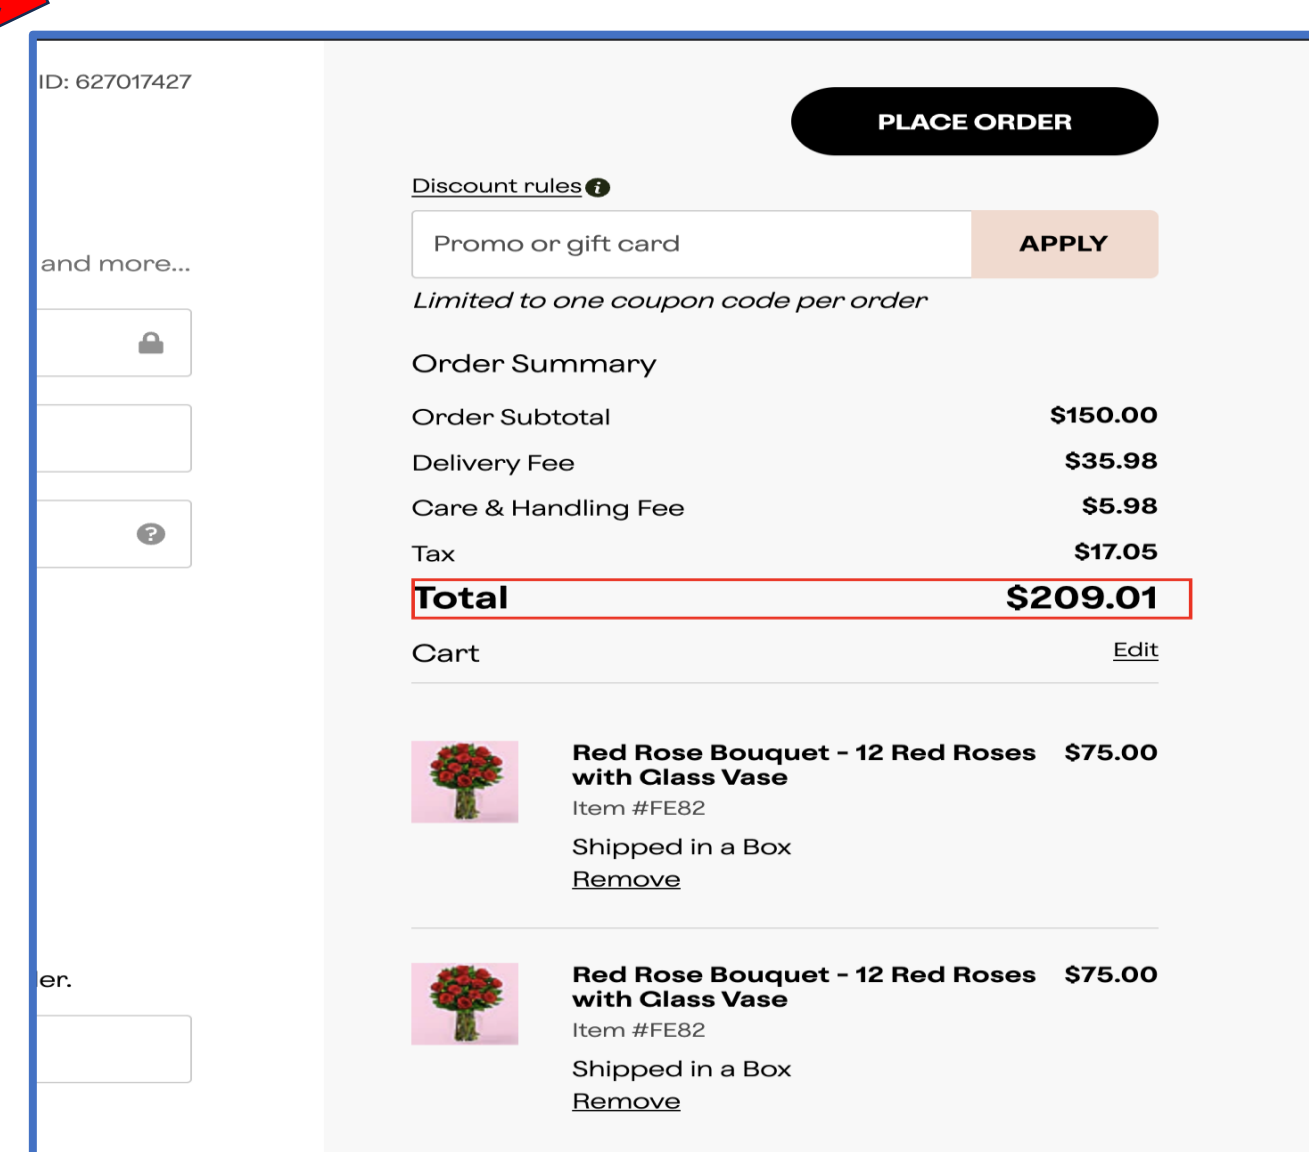 ID: 627017427
PLACE ORDER
Discount rules
Promo or gift card
APPLY
and more...
Limited to one coupon code per order
Order Summary
Order Subtotal $150.00
Delivery Fee $35.98
Care & Handling Fee $5.98
Tax $17.05
Total $209.01
Cart Edit
Red Rose Bouquet - 12 Red Roses $75.00
with Glass Vase
Item #FE82
Shipped in a Box
Remove
er.
Red Rose Bouquet - 12 Red Roses $75.00
with Glass Vase
Item #FE82
Shipped in a Box
Remove